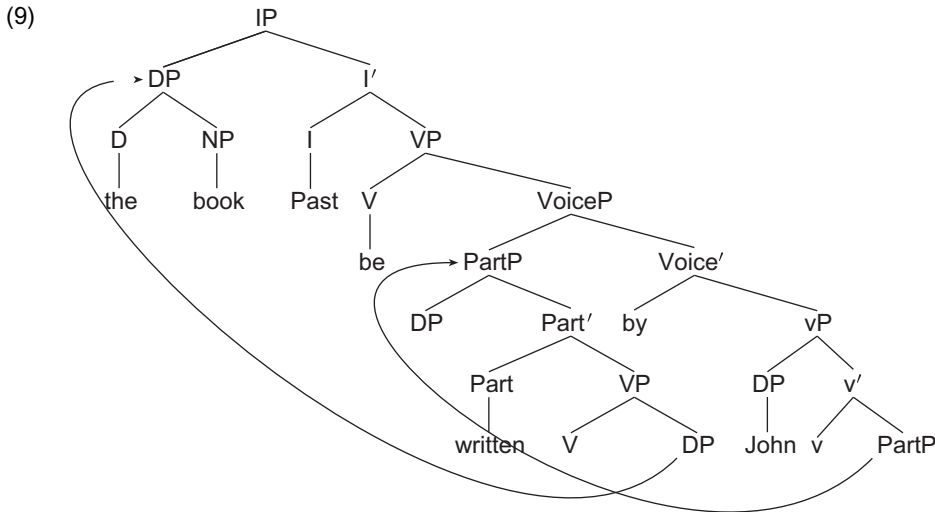 (9) IP
DP I′
D NP I VP
the book Past V VoiceP
be PartP Voice′
DP Part′ by vP
Part VP DP v′
written V DP John v PartP